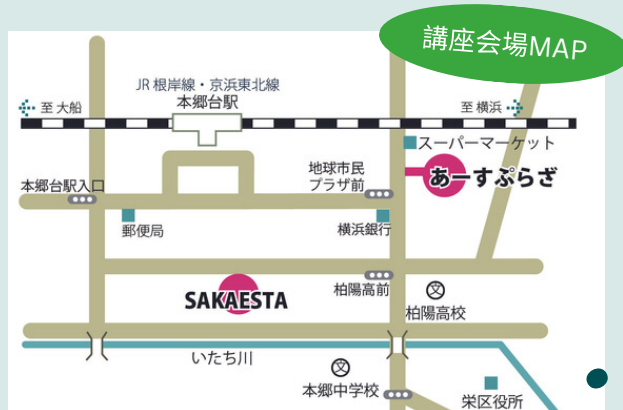 講座会場MAP
JR 根岸線・京浜東北線
本郷台駅
至 大船
至 横浜
スーパーマーケット
地球市民
プラザ前
あーすぷらざ
本郷台駅入口
郵便局
横浜銀行
柏陽高前
SAKAESTA
文
柏陽高校
いたち川
文
本郷中学校
栄区役所